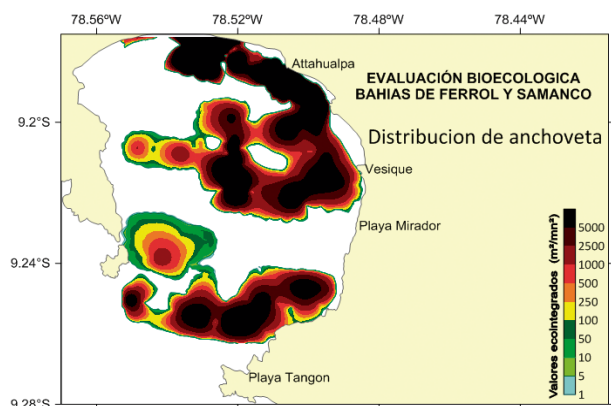 78.56°W
78.52°W
78.48°W
78.44°W
Attahualpa
EVALUACIÓN BIOECOLOGICA
BAHIAS DE FERROL Y SAMANCO
9.2°S
Distribucion de anchoveta
Vesique
Playa Mirador
9.24°S
Valores ecointegrados (m²/mn²)
5000
2500
1000
500
250
100
50
10
5
1
Playa Tangon
9.28°S